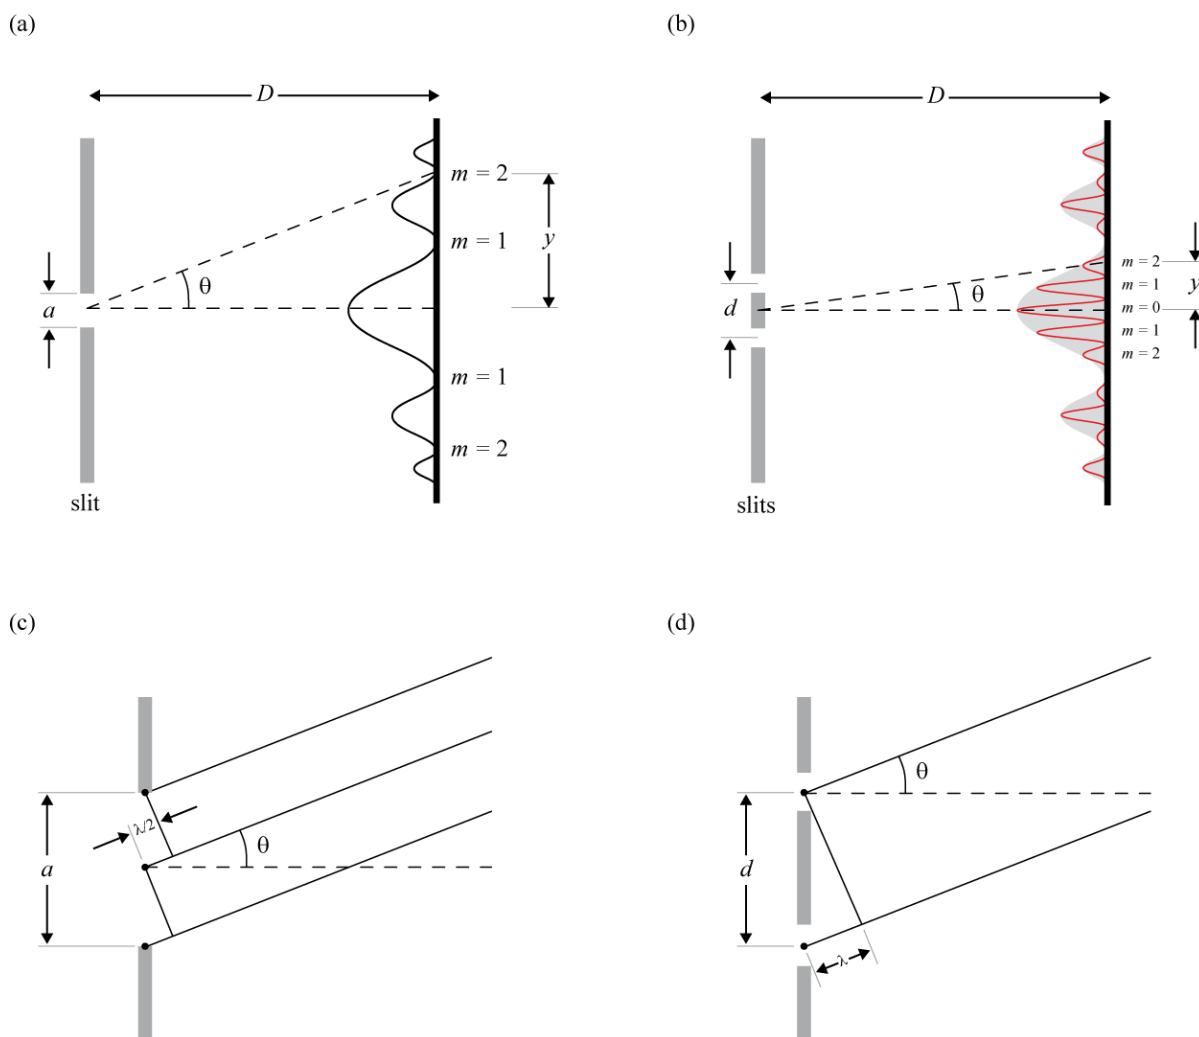 (a)
D
m = 2
m = 1
y
θ
a
m = 1
m = 2
slit
(b)
D
m = 2
m = 1
m = 0
m = 1
m = 2
y
θ
d
slits
(c)
λ/2
θ
a
(d)
θ
d
λ